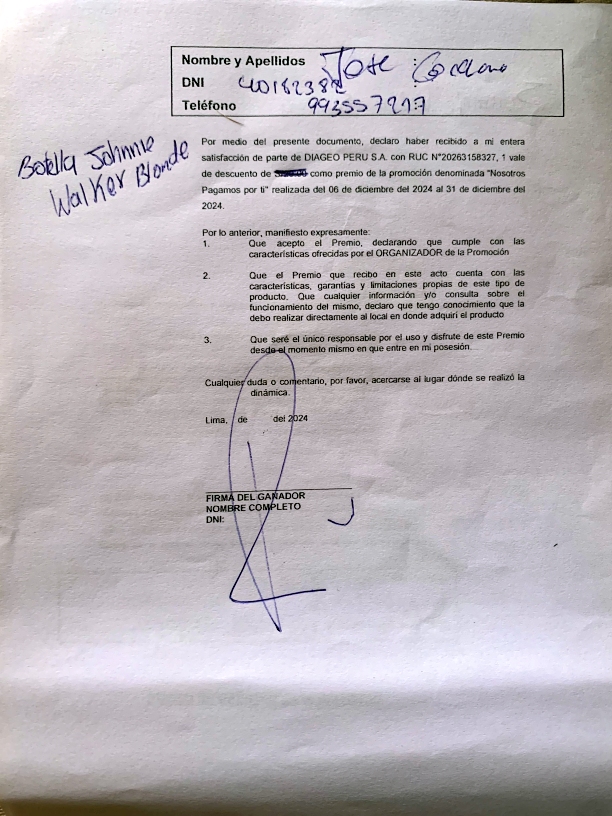 Nombre y Apellidos Jose
DNI 40182382
Teléfono 993557217
Botella Johnnie
Walker Blonde
Por medio del presente documento, declaro haber recibido a mi entera
satisfacción de parte de DIAGEO PERU S.A. con RUC N°20263158327, 1 vale
de descuento de como premio de la promoción denominada "Nosotros
Pagamos por ti" realizada del 06 de diciembre del 2024 al 31 de diciembre del
2024.
Por lo anterior, manifiesto expresamente:
1. Que acepto el Premio, declarando que cumple con las
características ofrecidas por el ORGANIZADOR de la Promoción
2. Que el Premio que recibo en este acto cuenta con las
características, garantías y limitaciones propias de este tipo de
producto. Que cualquier información y/o consulta sobre el
funcionamiento del mismo, declaro que tengo conocimiento que la
debo realizar directamente al local en donde adquirí el producto
3. Que seré el único responsable por el uso y disfrute de este Premio
desde el momento mismo en que entre en mi posesión.
Cualquier duda o comentario, por favor, acercarse al lugar dónde se realizó la
dinámica.
Lima, de del 2024
FIRMA DEL GANADOR
NOMBRE COMPLETO
DNI: